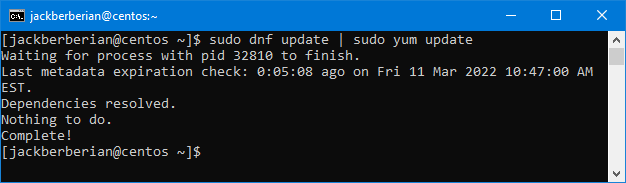 jackberberian@centos:~
[jackberberian@centos ~]$ sudo dnf update | sudo yum update
Waiting for process with pid 32810 to finish.
Last metadata expiration check: 0:05:08 ago on Fri 11 Mar 2022 10:47:00 AM
EST.
Dependencies resolved.
Nothing to do.
Complete!
[jackberberian@centos ~]$